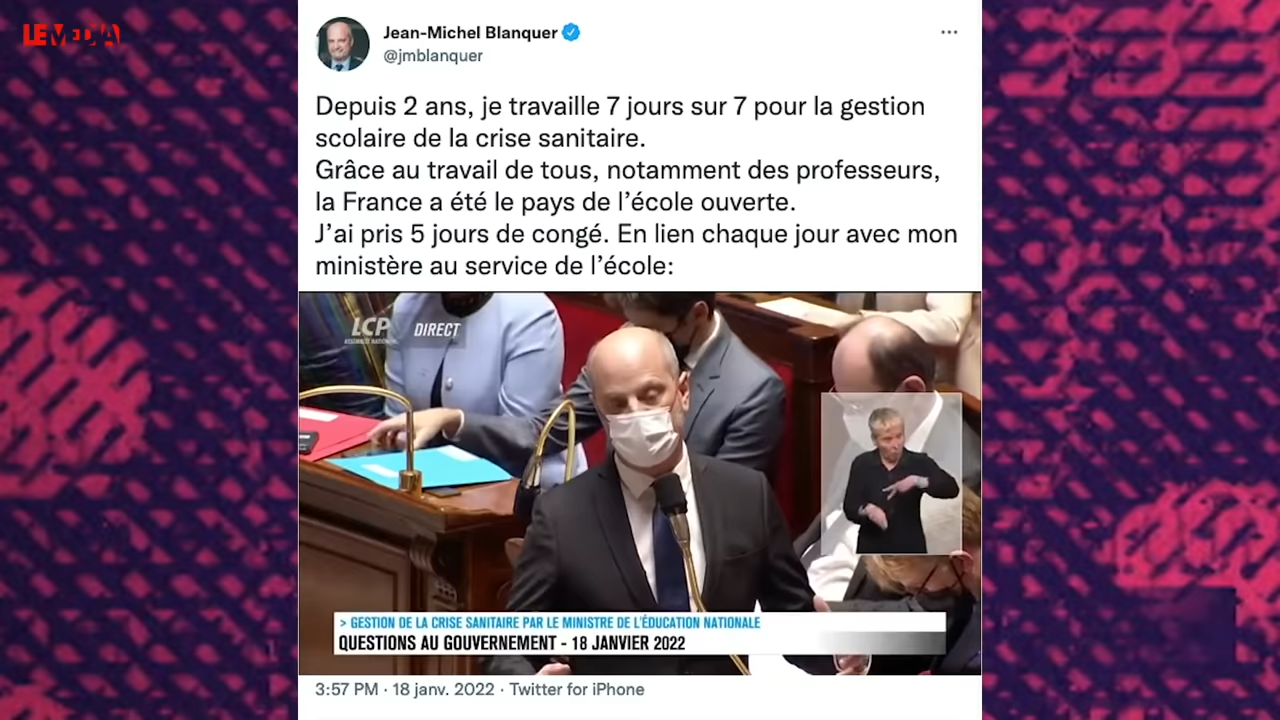 LEMEDIA
Jean-Michel Blanquer
@jmblanquer
Depuis 2 ans, je travaille 7 jours sur 7 pour la gestion
scolaire de la crise sanitaire.
Grâce au travail de tous, notamment des professeurs,
la France a été le pays de l’école ouverte.
J’ai pris 5 jours de congé. En lien chaque jour avec mon
ministère au service de l’école:
LCP DIRECT
ASSEMBLÉE NATIONALE
> GESTION DE LA CRISE SANITAIRE PAR LE MINISTRE DE L'ÉDUCATION NATIONALE
QUESTIONS AU GOUVERNEMENT - 18 JANVIER 2022
3:57 PM · 18 janv. 2022 · Twitter for iPhone